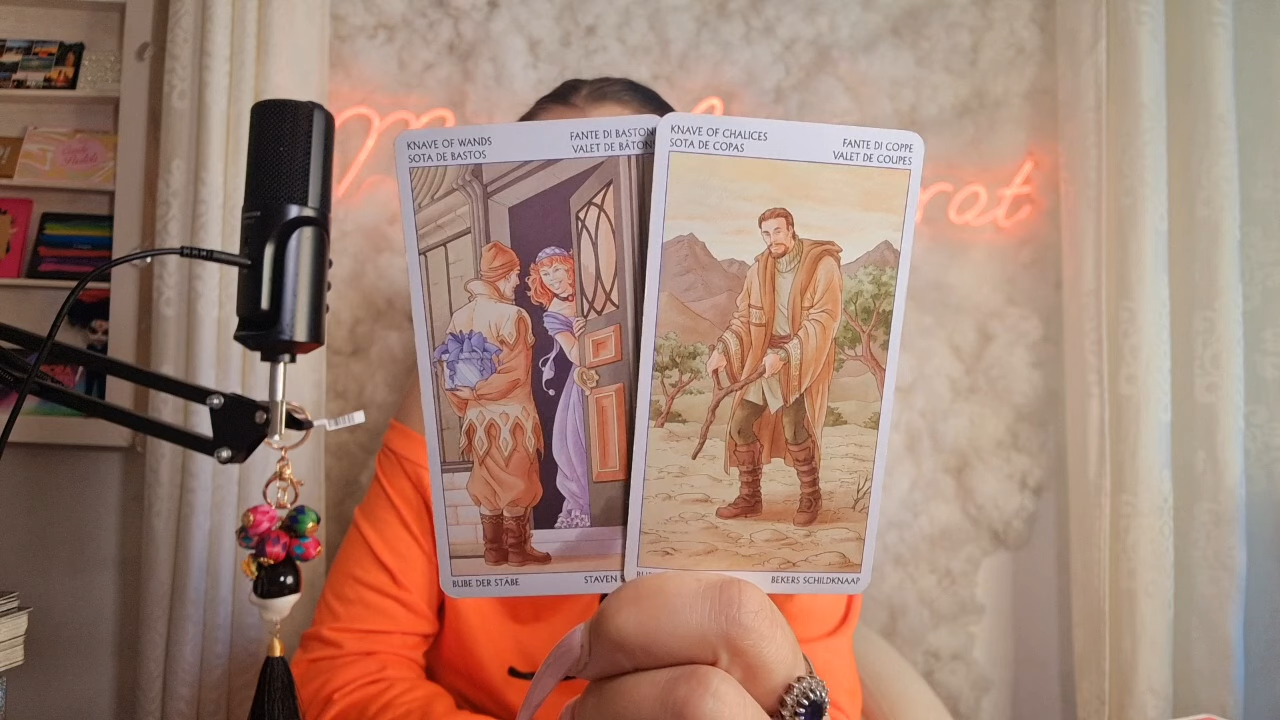 KNAVE OF WANDS
SOTA DE BASTOS
FANTE DI BASTONI
VALET DE BÂTON
KNAVE OF CHALICES
SOTA DE COPAS
FANTE DI COPPE
VALET DE COUPES
BUBE DER STÄBE
STAVEN
BEKERS SCHILDKNAAP